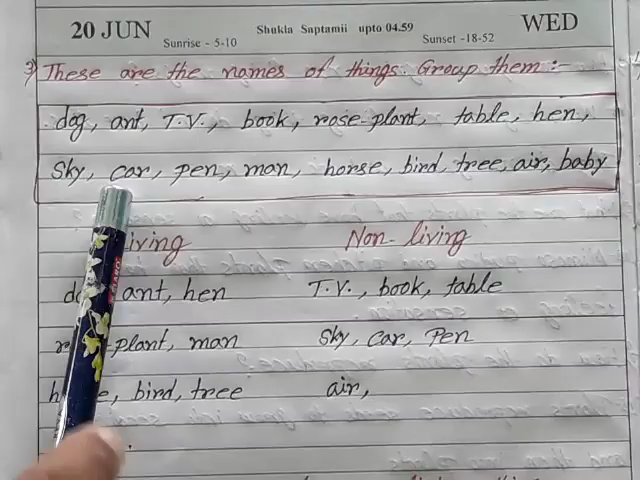 20 JUN
Sunrise - 5-10
Shukla Saptamii upto 04.59
Sunset -18-52
WED
3) These are the names of things. Group them :-
dog, ant, T.V., book, rose-plant, table, hen,
Sky, car, pen, man, horse, bird, tree, air, baby
iving Non-living
ant, hen T.V., book, table
plant, man Sky, car, Pen
bird, tree air,